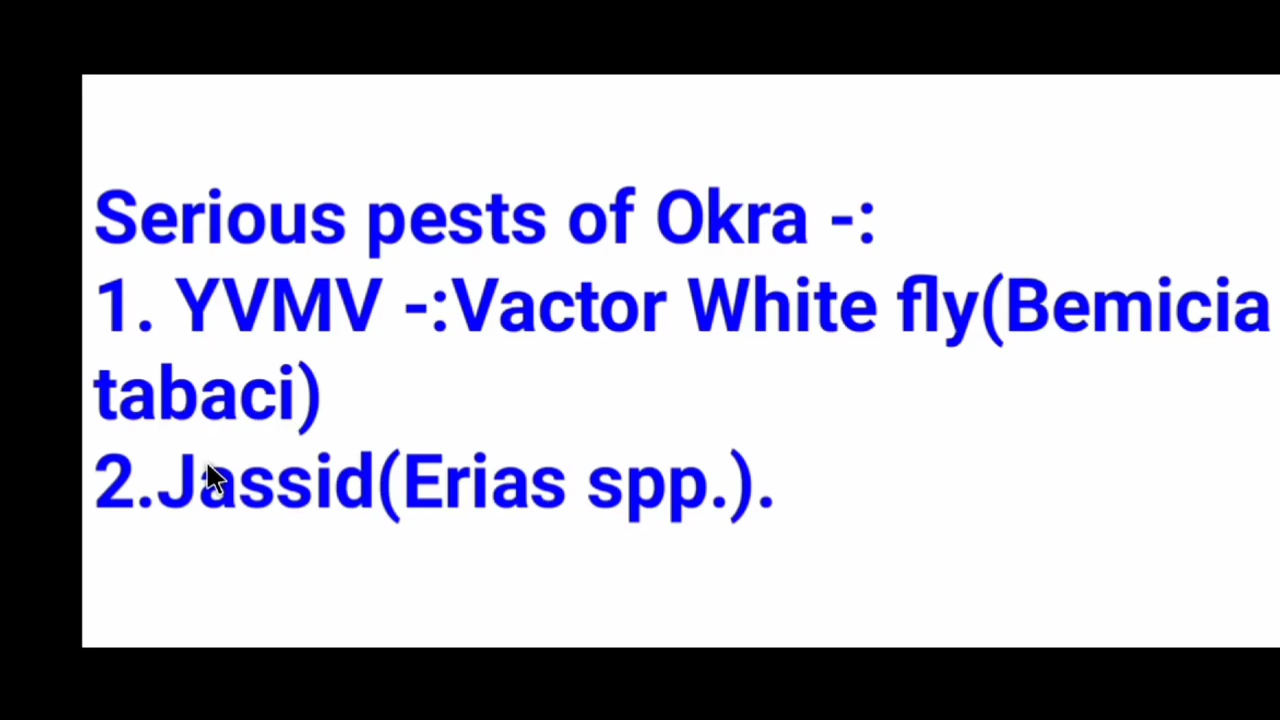 Serious pests of Okra -:
1. YVMV -:Vactor White fly(Bemicia
tabaci)
2.Jassid(Erias spp.).